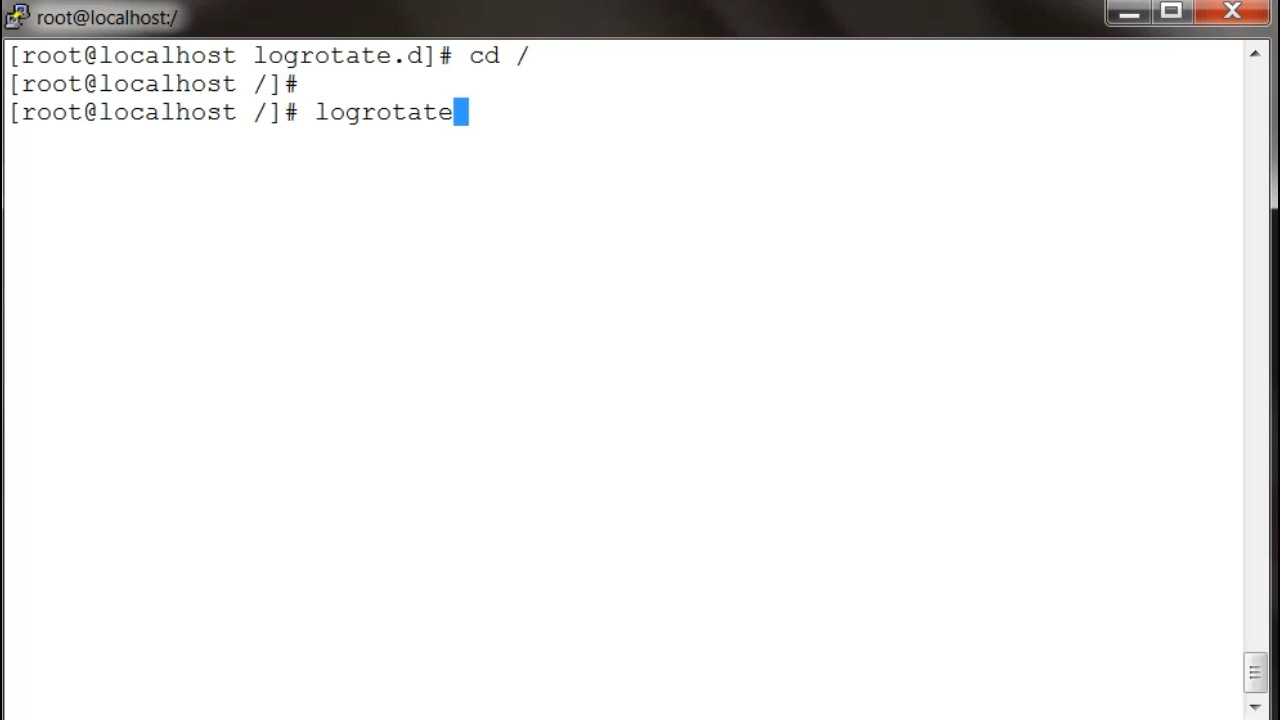 root@localhost:/
[root@localhost logrotate.d]# cd /
[root@localhost /]#
[root@localhost /]# logrotate